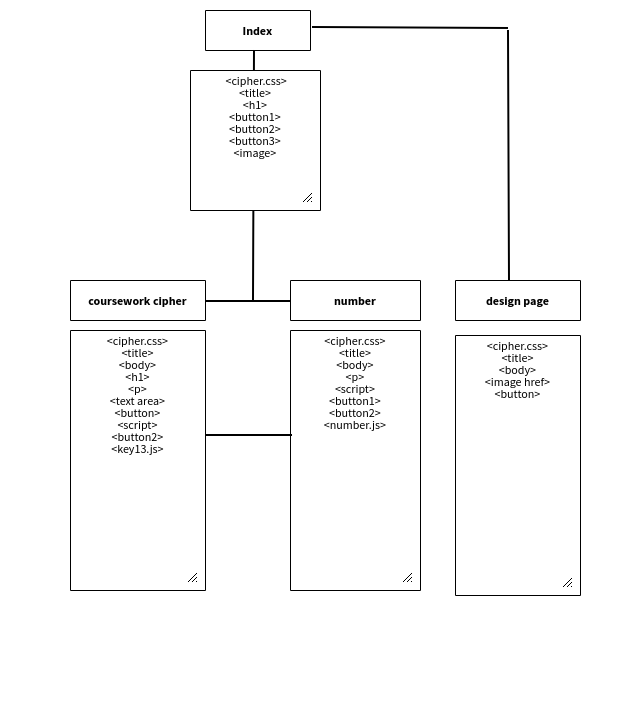 Index
<cipher.css>
<title>
<h1>
<button1>
<button2>
<button3>
<image>
coursework cipher
<cipher.css>
<title>
<body>
<h1>
<p>
<text area>
<button>
<script>
<button2>
<key13.js>
number
<cipher.css>
<title>
<body>
<p>
<script>
<button1>
<button2>
<number.js>
design page
<cipher.css>
<title>
<body>
<image href>
<button>